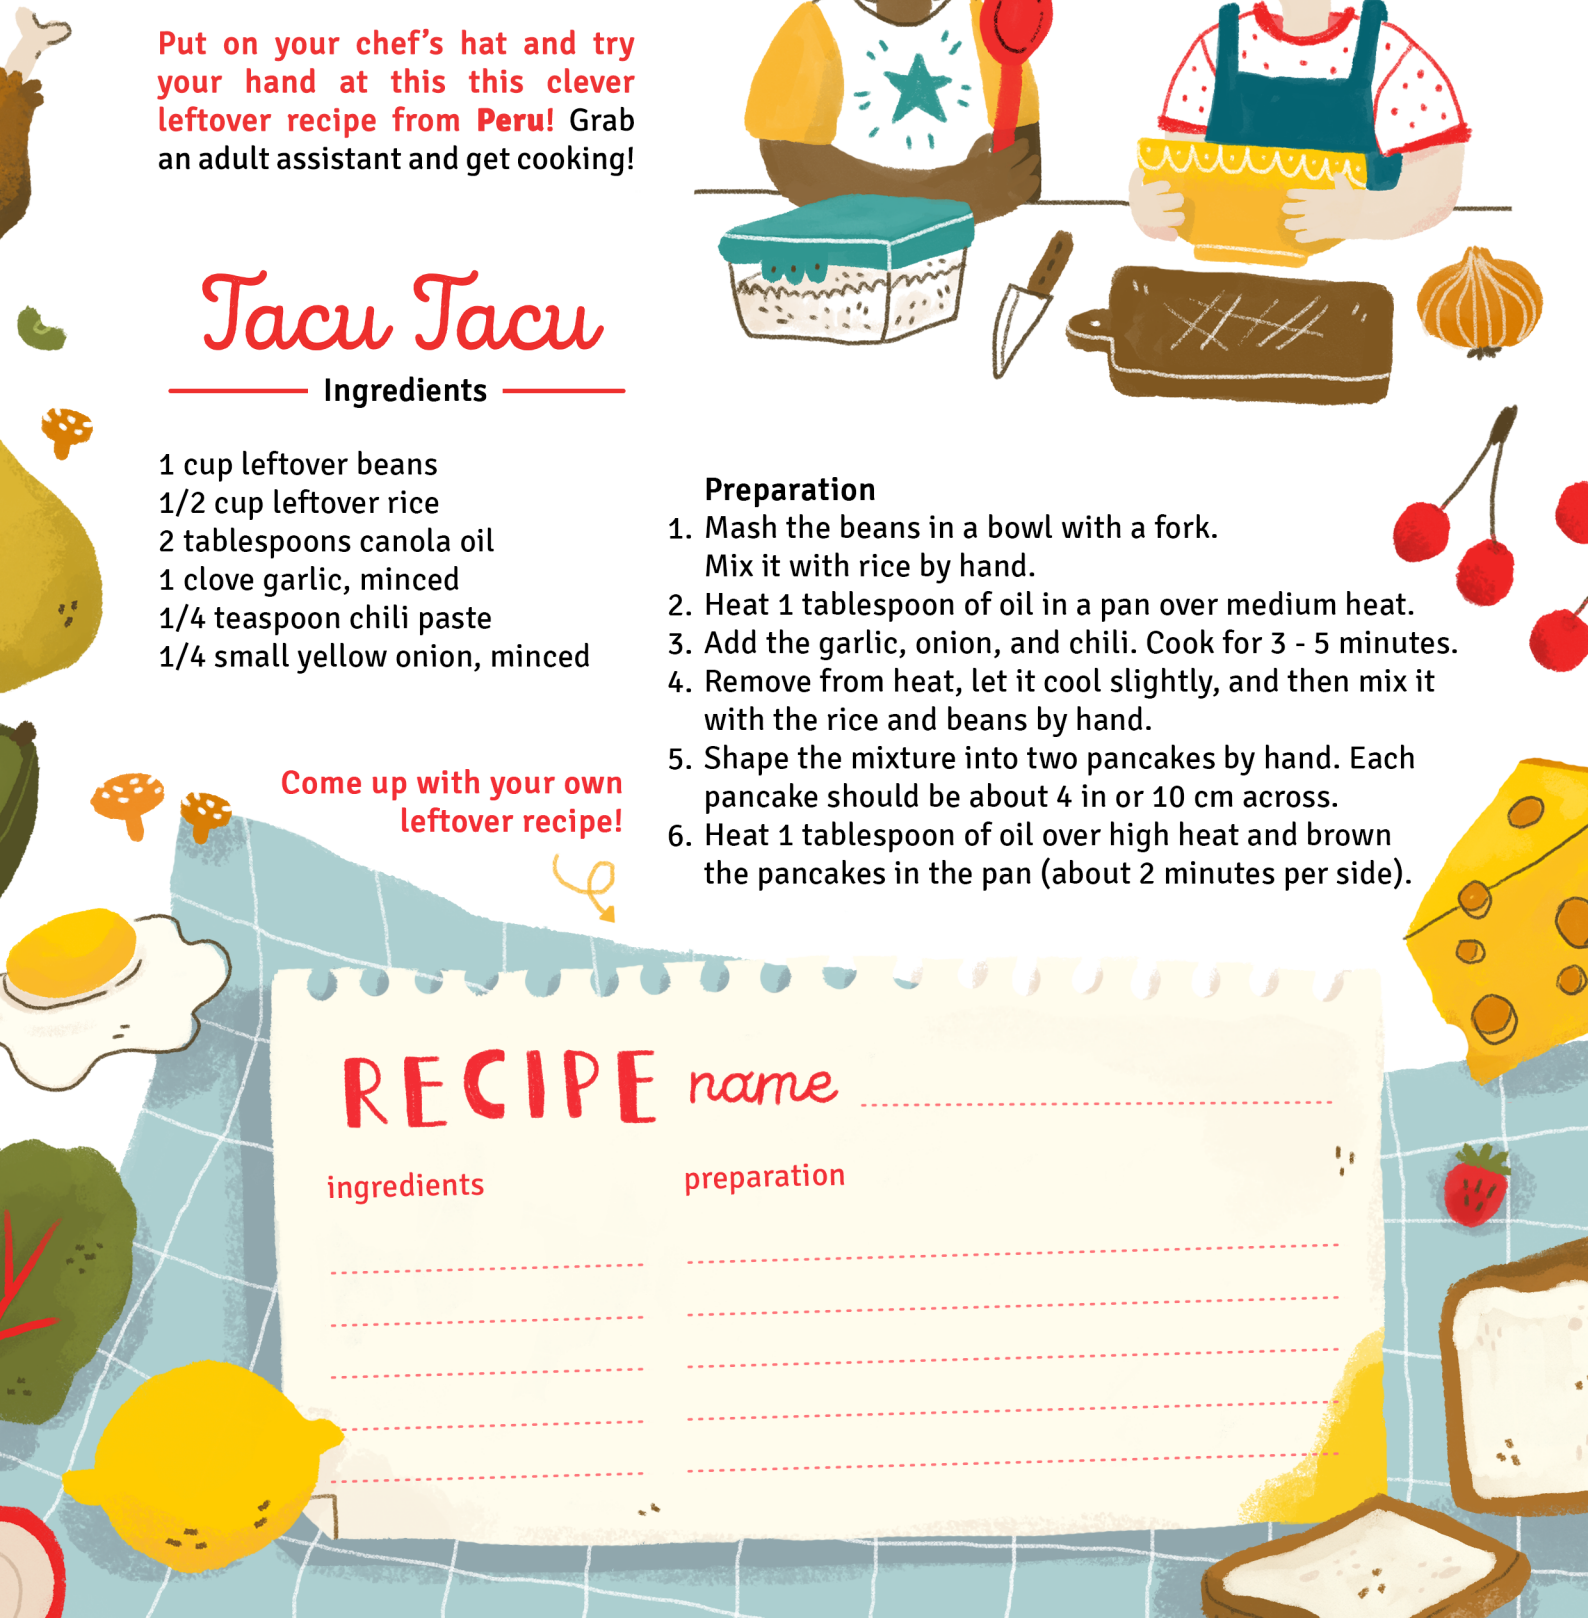 Put on your chef's hat and try
your hand at this this clever
leftover recipe from Peru! Grab
an adult assistant and get cooking!
Tacu Tacu
Ingredients
1 cup leftover beans
1/2 cup leftover rice
2 tablespoons canola oil
1 clove garlic, minced
1/4 teaspoon chili paste
1/4 small yellow onion, minced
Preparation
1. Mash the beans in a bowl with a fork.
Mix it with rice by hand.
2. Heat 1 tablespoon of oil in a pan over medium heat.
3. Add the garlic, onion, and chili. Cook for 3 - 5 minutes.
4. Remove from heat, let it cool slightly, and then mix it
with the rice and beans by hand.
5. Shape the mixture into two pancakes by hand. Each
pancake should be about 4 in or 10 cm across.
6. Heat 1 tablespoon of oil over high heat and brown
the pancakes in the pan (about 2 minutes per side).
Come up with your own
leftover recipe!
RECIPE name
ingredients
preparation